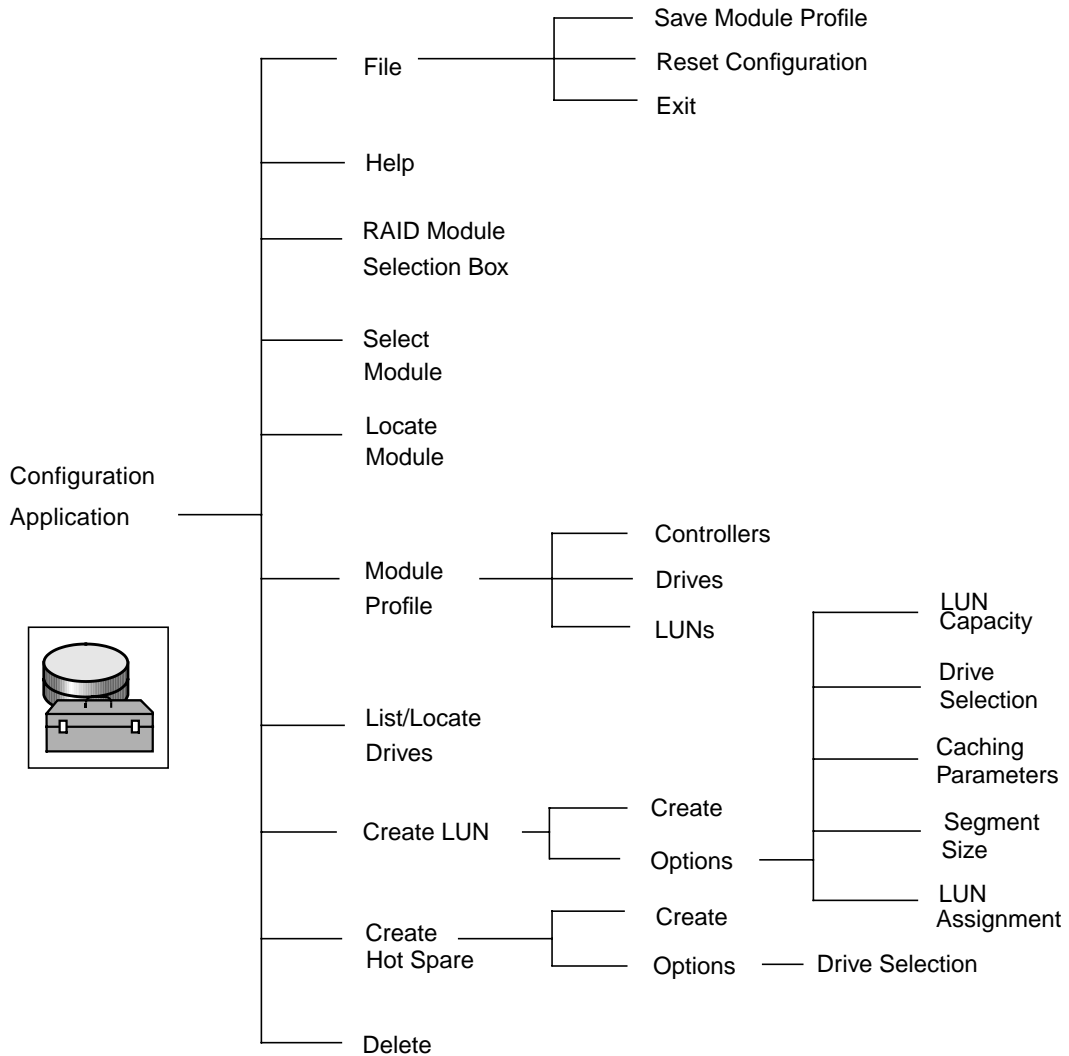 Configuration
Application
File
Save Module Profile
Reset Configuration
Exit
Help
RAID Module
Selection Box
Select
Module
Locate
Module
Module
Profile
Controllers
Drives
LUNs
List/Locate
Drives
Create LUN
Create
Options
LUN
Capacity
Drive
Selection
Caching
Parameters
Segment
Size
LUN
Assignment
Create
Hot Spare
Create
Options
Drive Selection
Delete